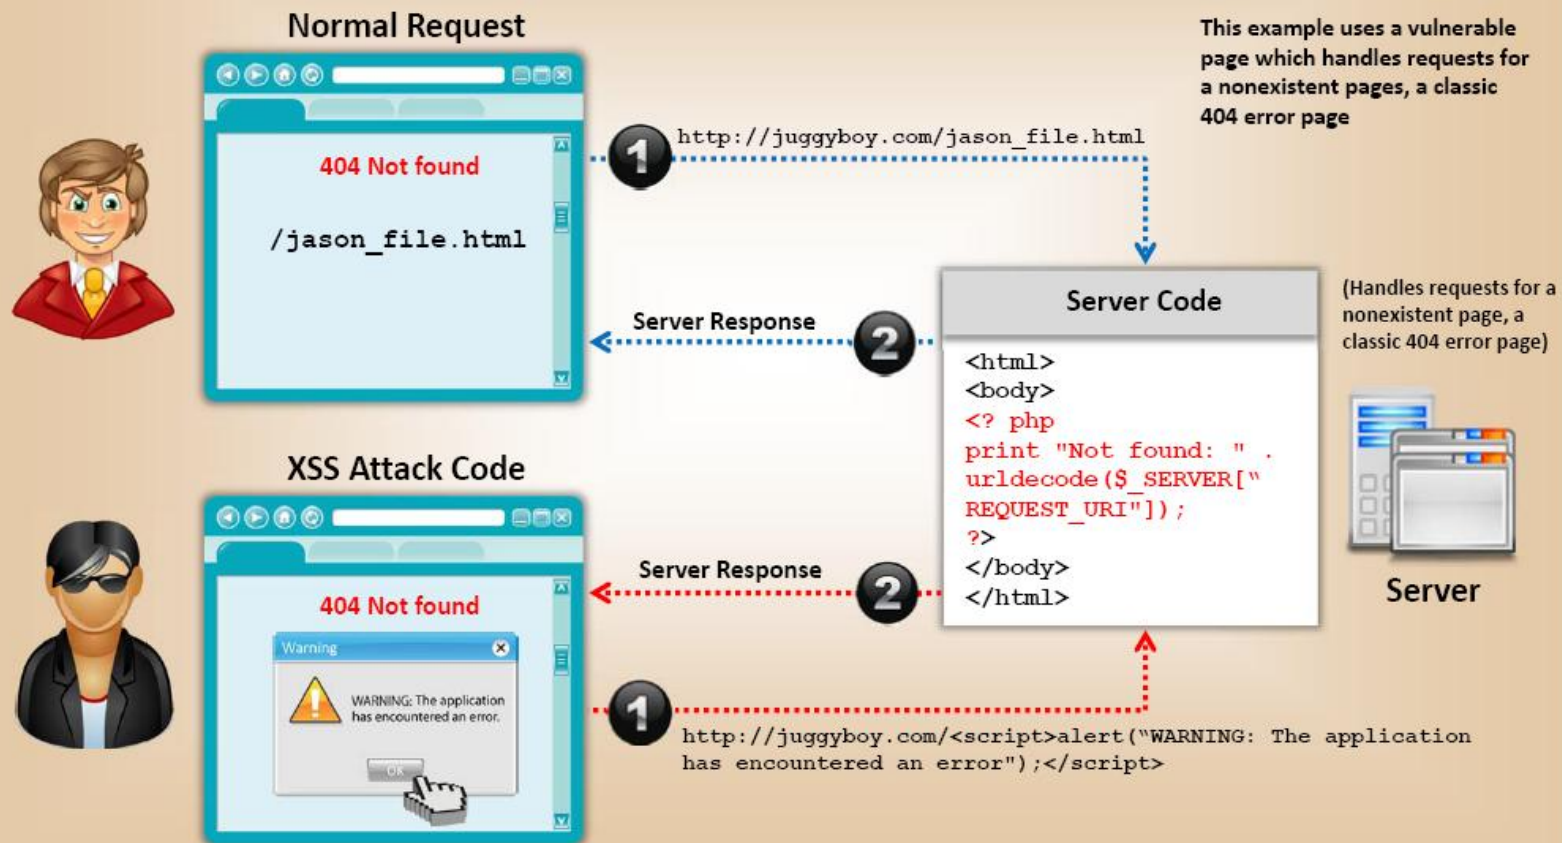 Normal Request
This example uses a vulnerable
page which handles requests for
a nonexistent pages, a classic
404 error page
404 Not found
/jason_file.html
1
http://juggyboy.com/jason_file.html
Server Response
2
Server Code
(Handles requests for a
nonexistent page, a
classic 404 error page)
<html>
<body>
<? php
print "Not found: " .
urldecode($_SERVER[“
REQUEST_URI"]);
?>
</body>
</html>
Server
XSS Attack Code
404 Not found
Warning
WARNING: The application
has encountered an error.
OK
Server Response
2
1
http://juggyboy.com/<script>alert(“WARNING: The application
has encountered an error");</script>